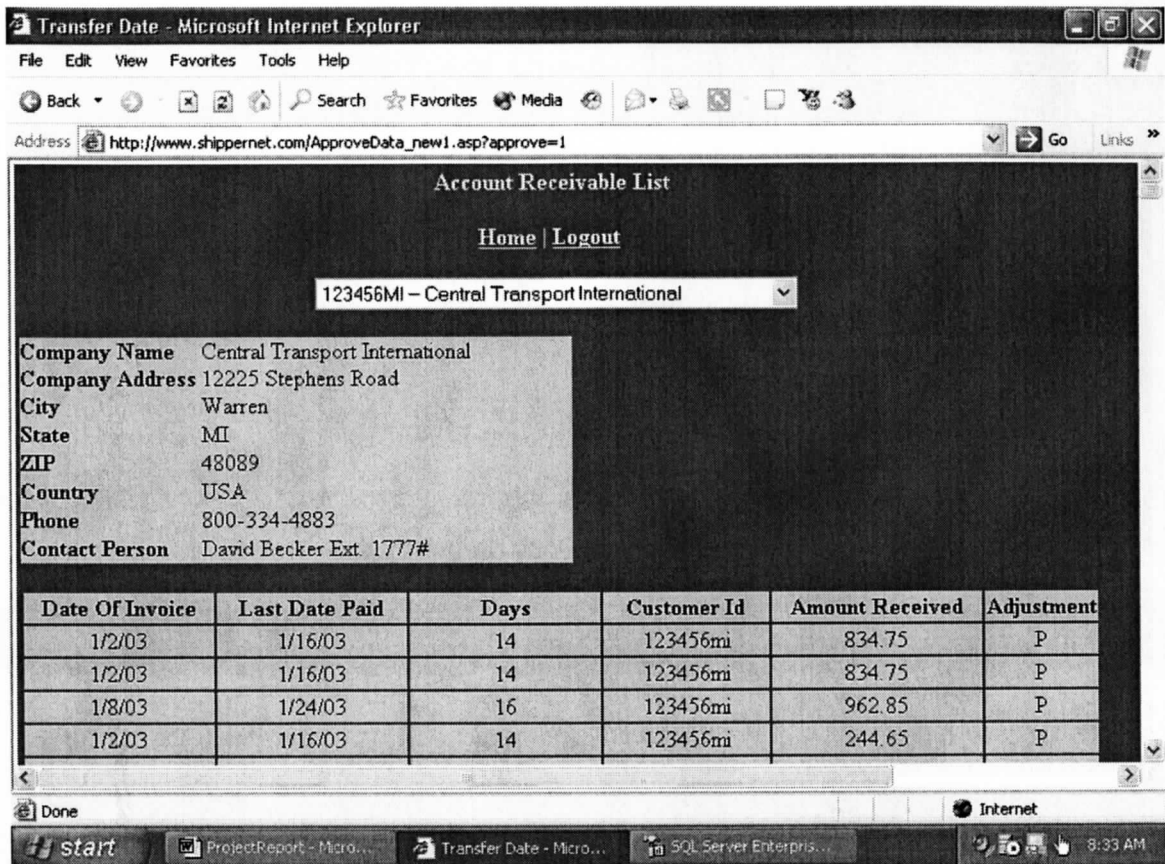 Transfer Date - Microsoft Internet Explorer
File Edit View Favorites Tools Help
Back Search Favorites Media
Address http://www.shippernet.com/ApproveData_new1.asp?approve=1 Go Links »
Account Receivable List
Home | Logout
123456MI – Central Transport International
Company Name Central Transport International
Company Address 12225 Stephens Road
City Warren
State MI
ZIP 48089
Country USA
Phone 800-334-4883
Contact Person David Becker Ext. 1777#
Date Of Invoice Last Date Paid Days Customer Id Amount Received Adjustment
1/2/03 1/16/03 14 123456mi 834.75 P
1/2/03 1/16/03 14 123456mi 834.75 P
1/8/03 1/24/03 16 123456mi 962.85 P
1/2/03 1/16/03 14 123456mi 244.65 P
Done Internet
start ProjectReport - Micro... Transfer Date - Micro... SQL Server Enterpris... 8:33 AM